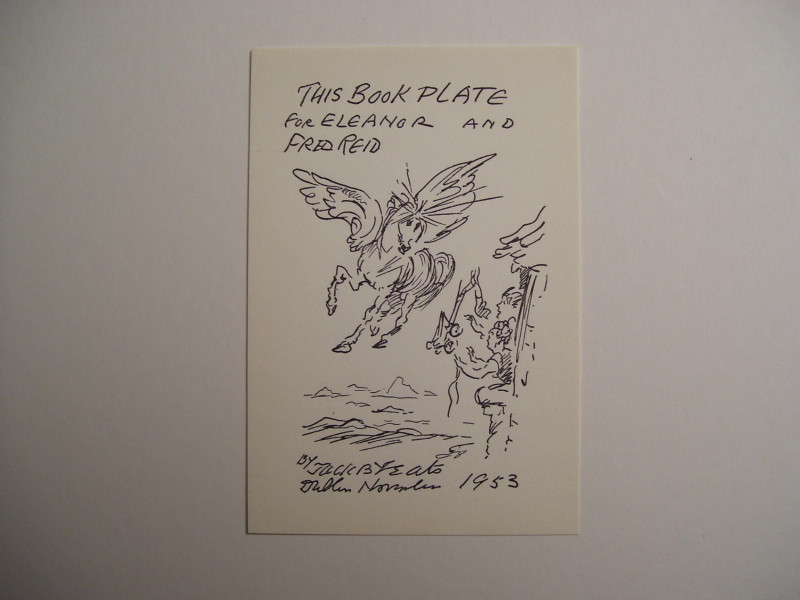 THIS BOOK PLATE
FOR ELEANOR AND
FRED REID
BY JACK B YEATS
Dublin November 1953